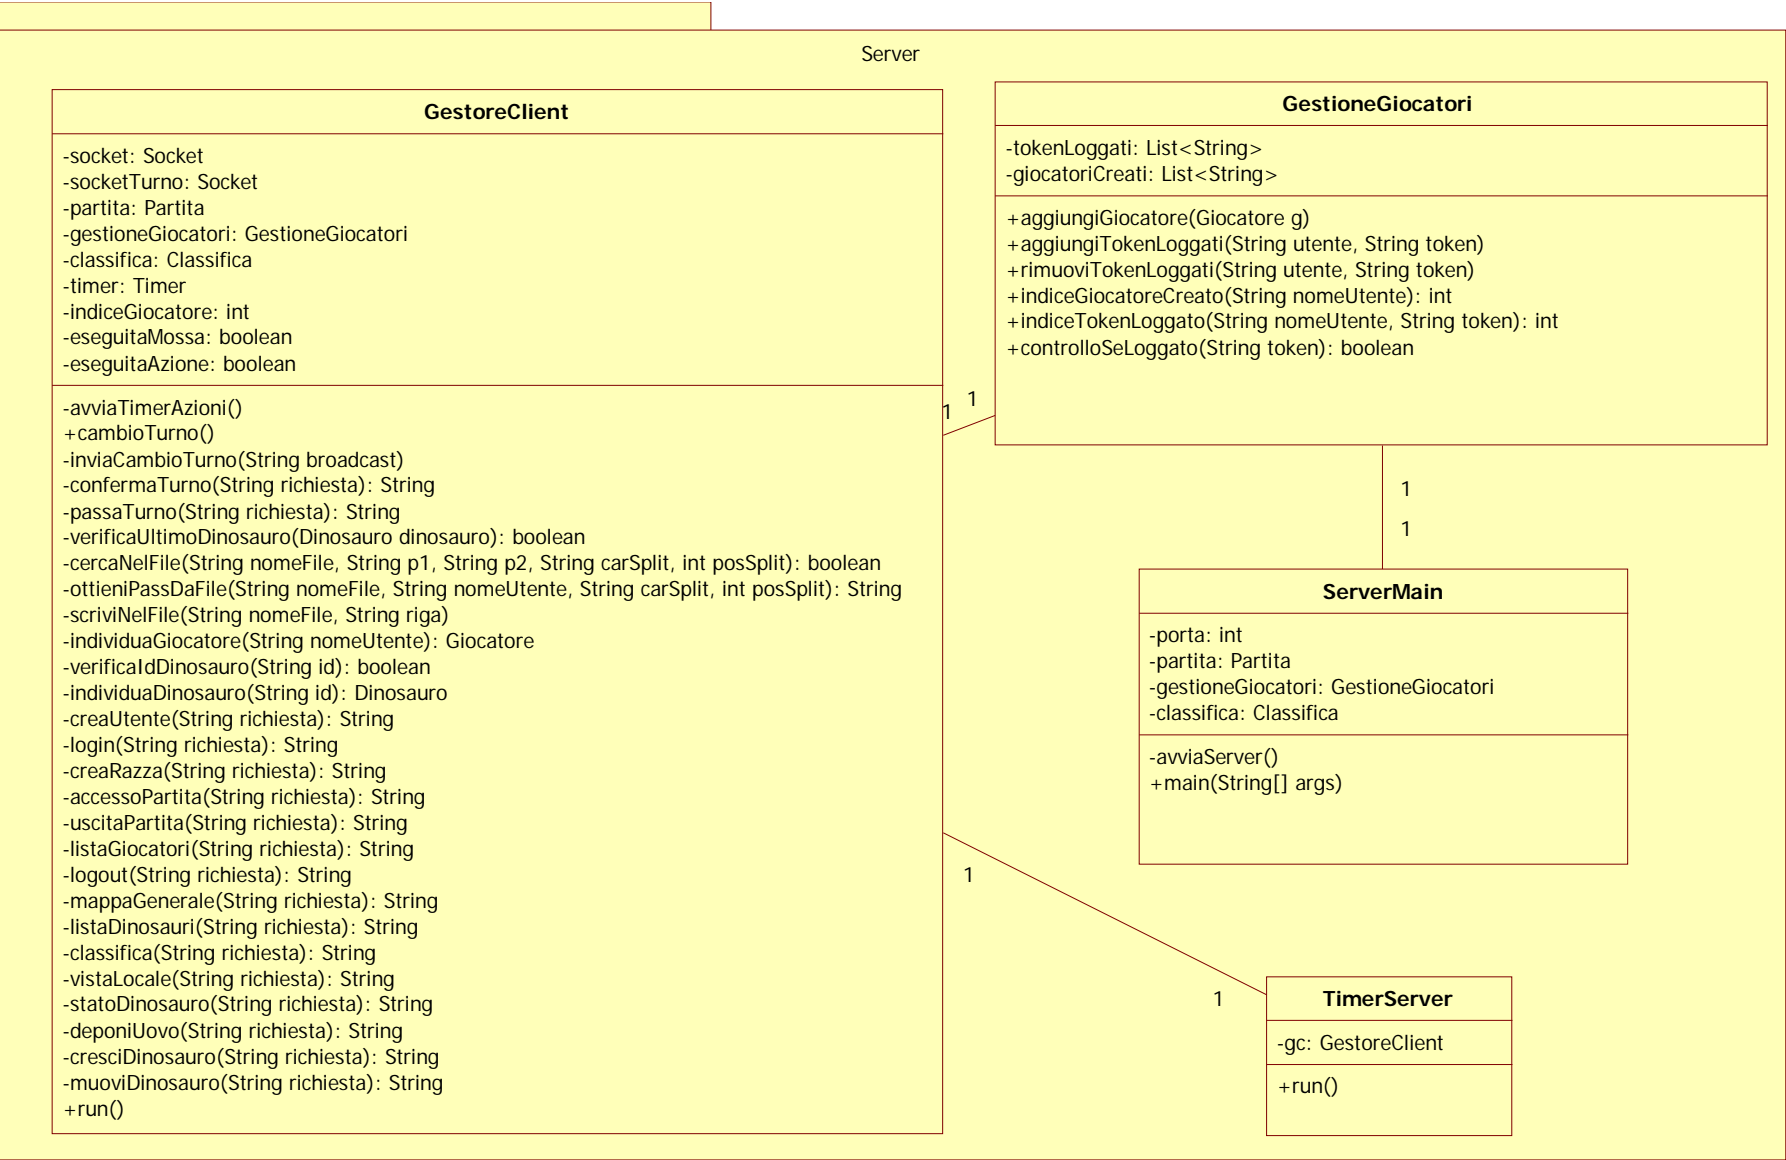 Server
GestoreClient
-socket: Socket
-socketTurno: Socket
-partita: Partita
-gestioneGiocatori: GestioneGiocatori
-classifica: Classifica
-timer: Timer
-indiceGiocatore: int
-eseguitaMossa: boolean
-eseguitaAzione: boolean
-avviaTimerAzioni()
+cambioTurno()
-inviaCambioTurno(String broadcast)
-confermaTurno(String richiesta): String
-passaTurno(String richiesta): String
-verificaUltimoDinosauro(Dinosauro dinosauro): boolean
-cercaNelFile(String nomeFile, String p1, String p2, String carSplit, int posSplit): boolean
-ottieniPassDaFile(String nomeFile, String nomeUtente, String carSplit, int posSplit): String
-scriviNelFile(String nomeFile, String riga)
-individuaGiocatore(String nomeUtente): Giocatore
-verificaIdDinosauro(String id): boolean
-individuaDinosauro(String id): Dinosauro
-creaUtente(String richiesta): String
-login(String richiesta): String
-creaRazza(String richiesta): String
-accessoPartita(String richiesta): String
-uscitaPartita(String richiesta): String
-listaGiocatori(String richiesta): String
-logout(String richiesta): String
-mappaGenerale(String richiesta): String
-listaDinosauri(String richiesta): String
-classifica(String richiesta): String
-vistaLocale(String richiesta): String
-statoDinosauro(String richiesta): String
-deponiUovo(String richiesta): String
-cresciDinosauro(String richiesta): String
-muoviDinosauro(String richiesta): String
+run()
GestioneGiocatori
-tokenLoggati: List<String>
-giocatoriCreati: List<String>
+aggiungiGiocatore(Giocatore g)
+aggiungiTokenLoggati(String utente, String token)
+rimuoviTokenLoggati(String utente, String token)
+indiceGiocatoreCreato(String nomeUtente): int
+indiceTokenLoggato(String nomeUtente, String token): int
+controlloSeLoggato(String token): boolean
1
1
1
1
ServerMain
-porta: int
-partita: Partita
-gestioneGiocatori: GestioneGiocatori
-classifica: Classifica
-avviaServer()
+main(String[] args)
1
1
TimerServer
-gc: GestoreClient
+run()